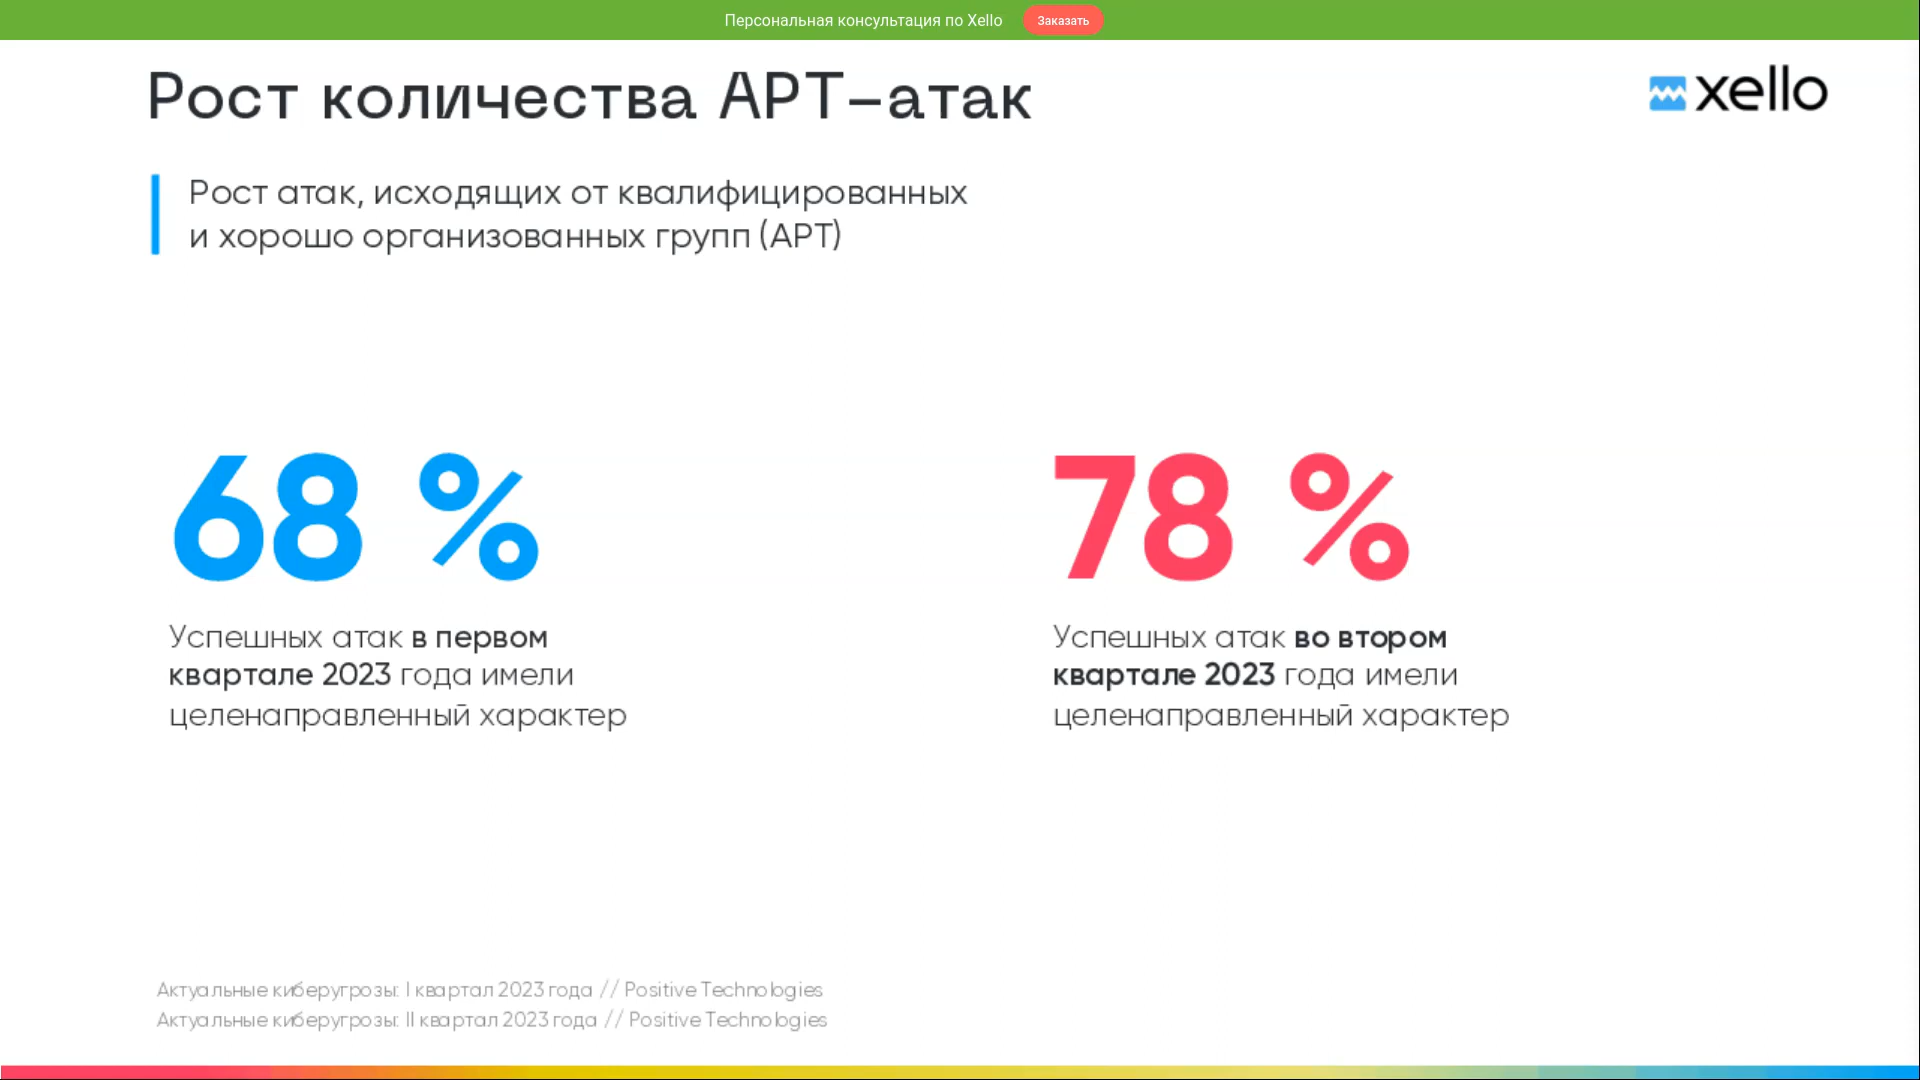 Персональная консультация по Xello
Заказать
Рост количества APT-атак
xello
Рост атак, исходящих от квалифицированных
и хорошо организованных групп (APT)
68 %
Успешных атак в первом
квартале 2023 года имели
целенаправленный характер
78 %
Успешных атак во втором
квартале 2023 года имели
целенаправленный характер
Актуальные киберугрозы: I квартал 2023 года // Positive Technologies
Актуальные киберугрозы: II квартал 2023 года // Positive Technologies